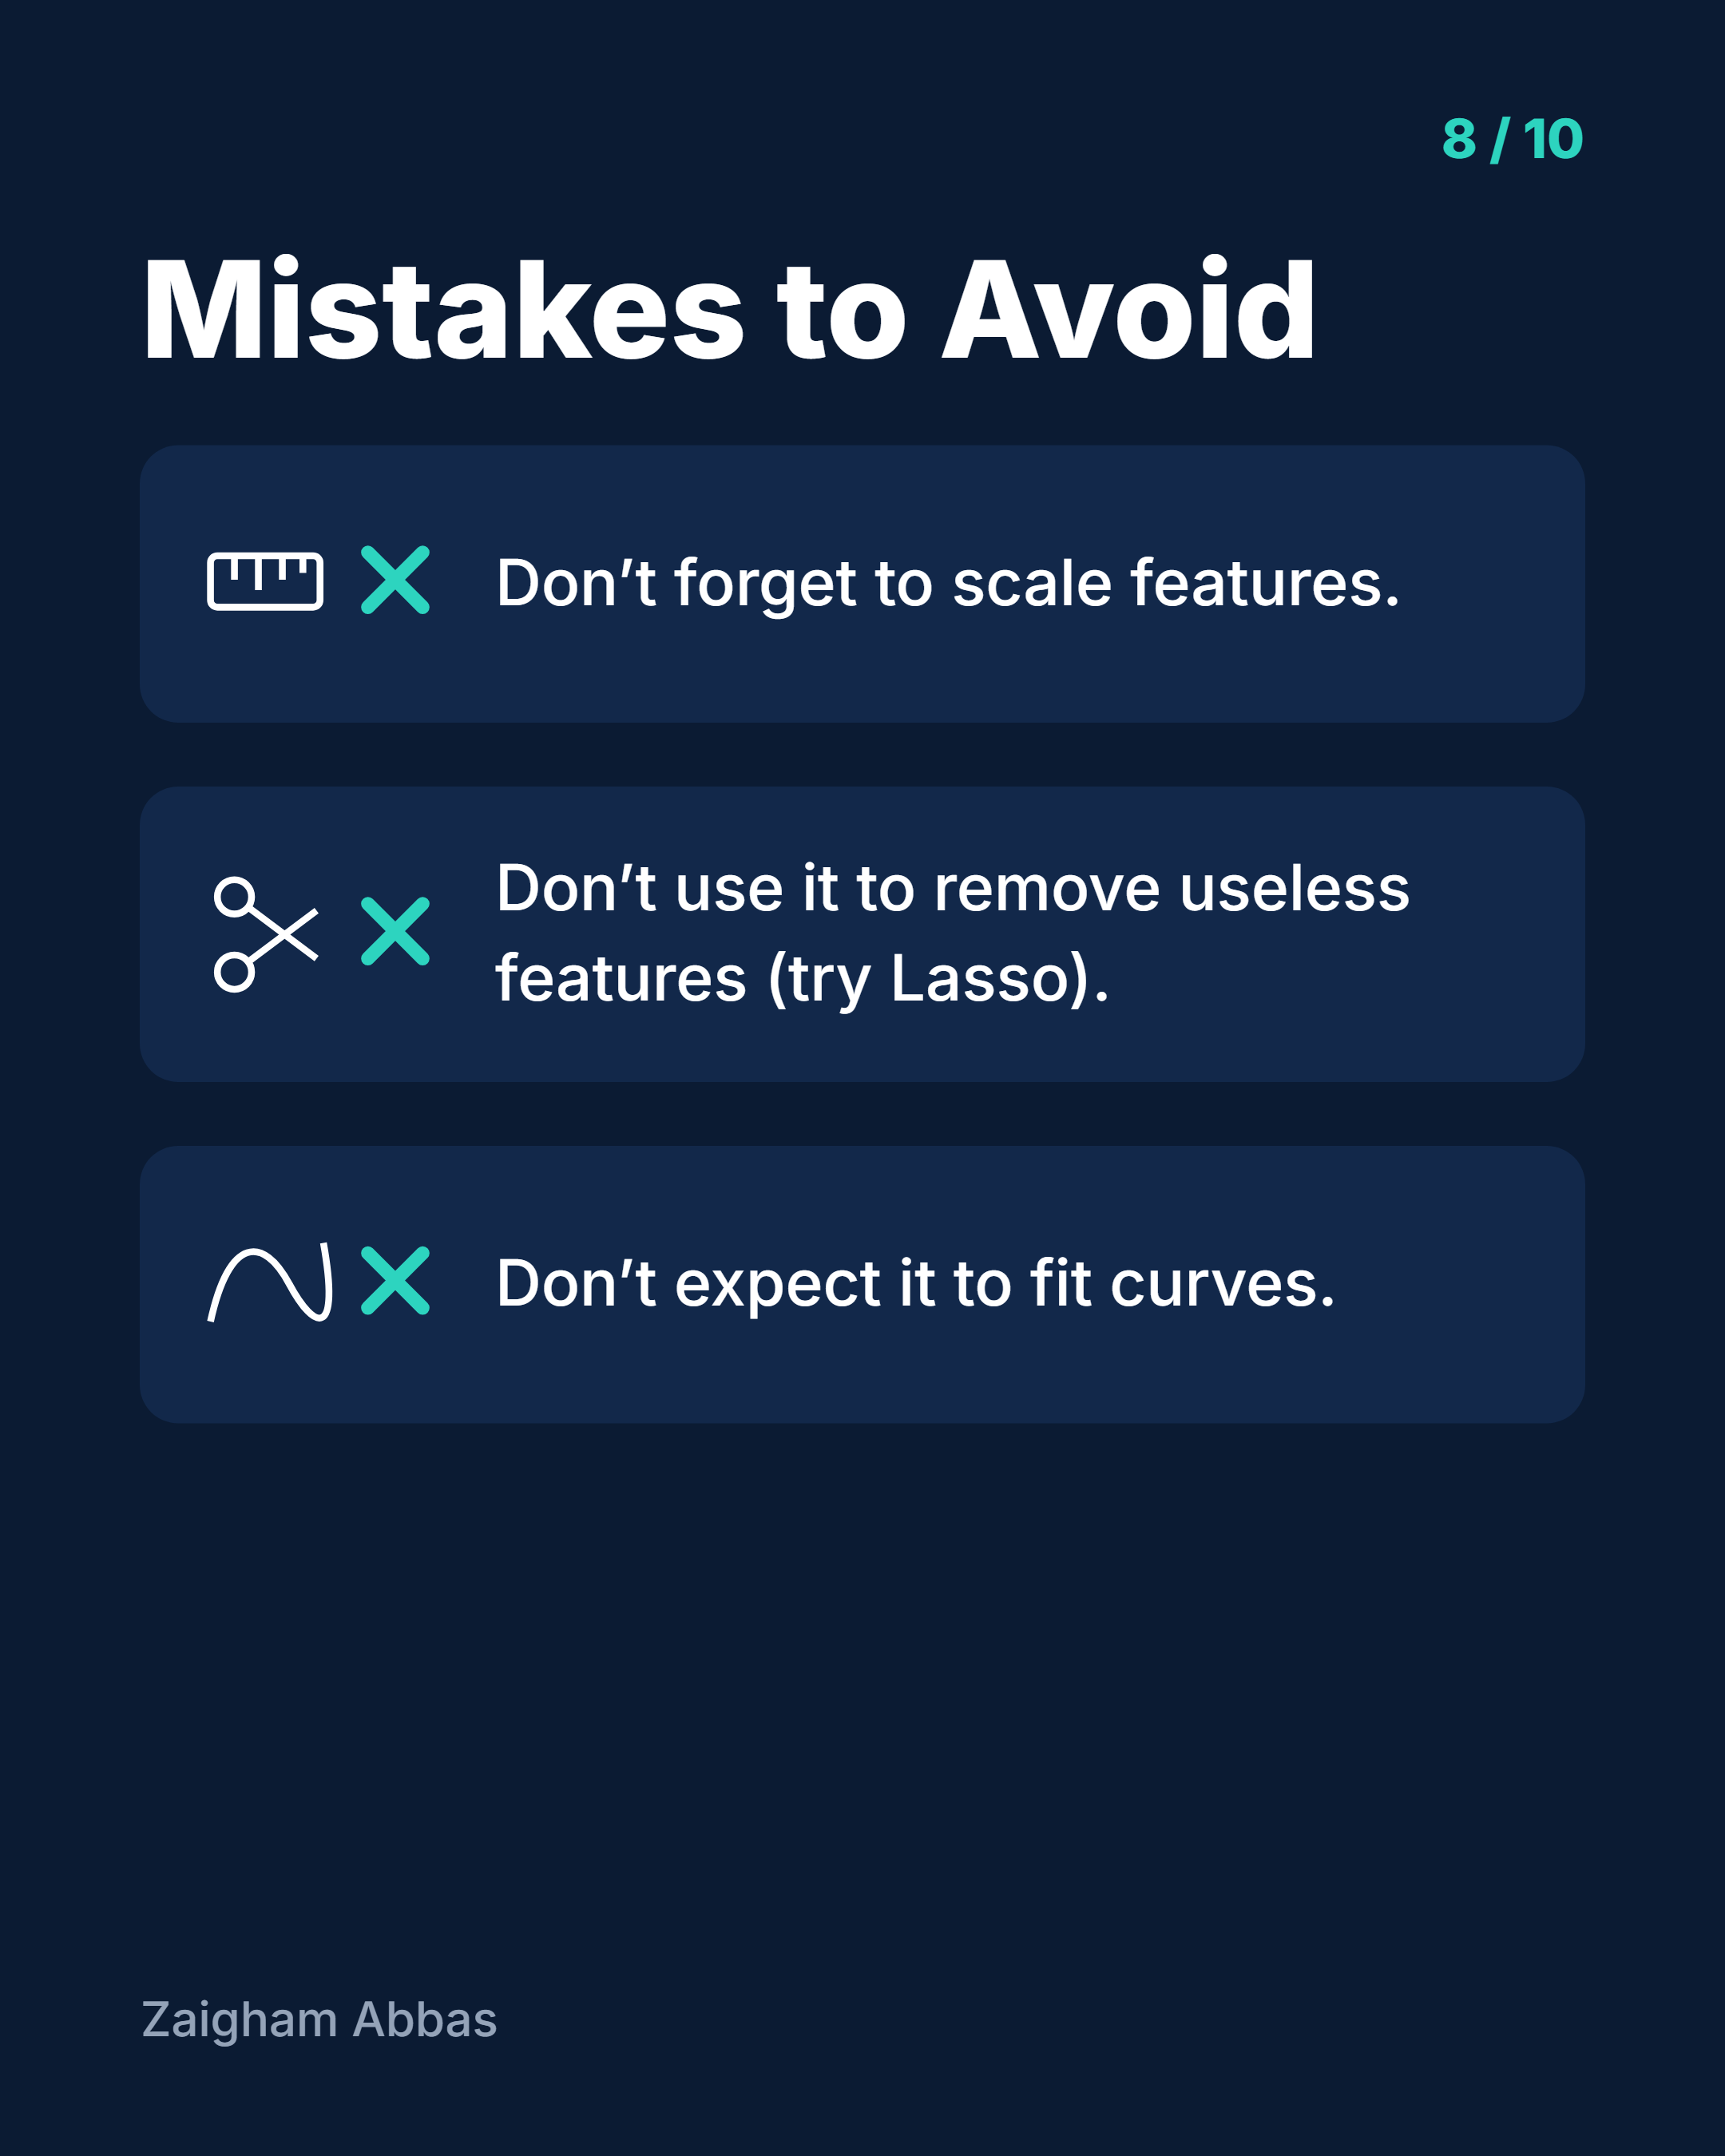 8 / 10
Mistakes to Avoid
Don’t forget to scale features.
Don’t use it to remove useless
features (try Lasso).
Don’t expect it to fit curves.
Zaigham Abbas